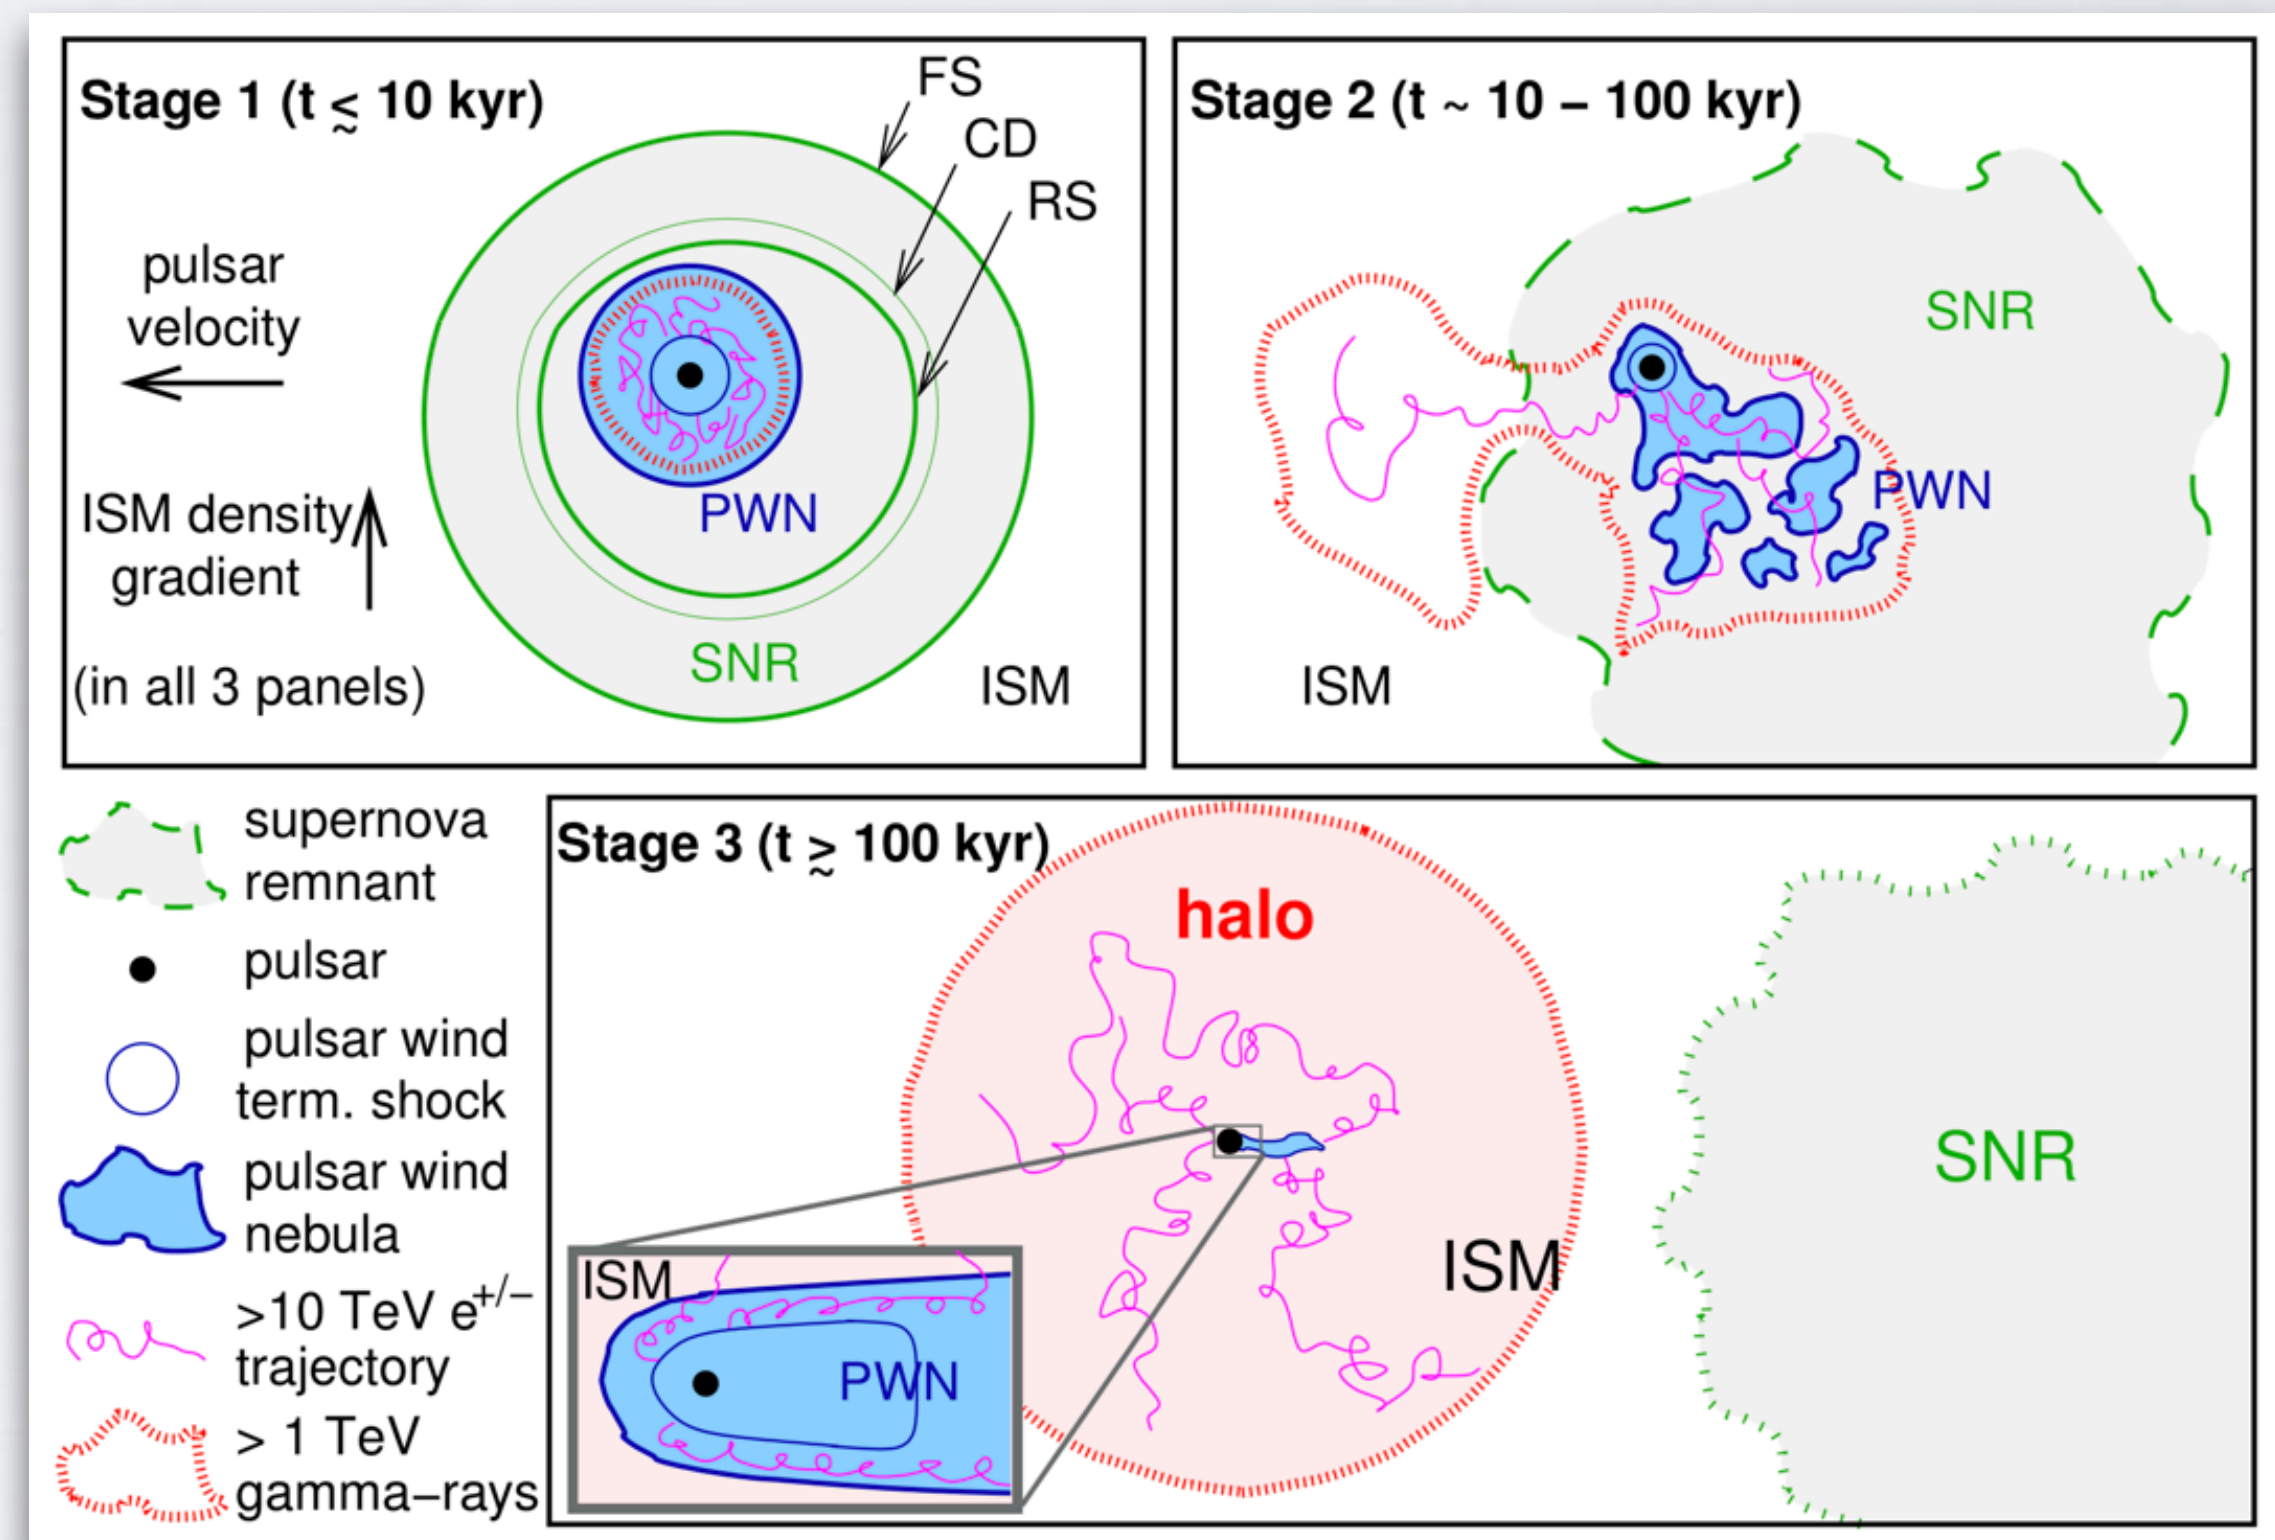 Stage 1 (t ≲ 10 kyr)
FS
CD
RS
pulsar
velocity
ISM density
gradient
(in all 3 panels)
PWN
SNR
ISM
Stage 2 (t ~ 10 – 100 kyr)
SNR
PWN
ISM
supernova
remnant
pulsar
pulsar wind
term. shock
pulsar wind
nebula
>10 TeV e+/−
trajectory
> 1 TeV
gamma−rays
Stage 3 (t ≳ 100 kyr)
halo
ISM
SNR
ISM
PWN